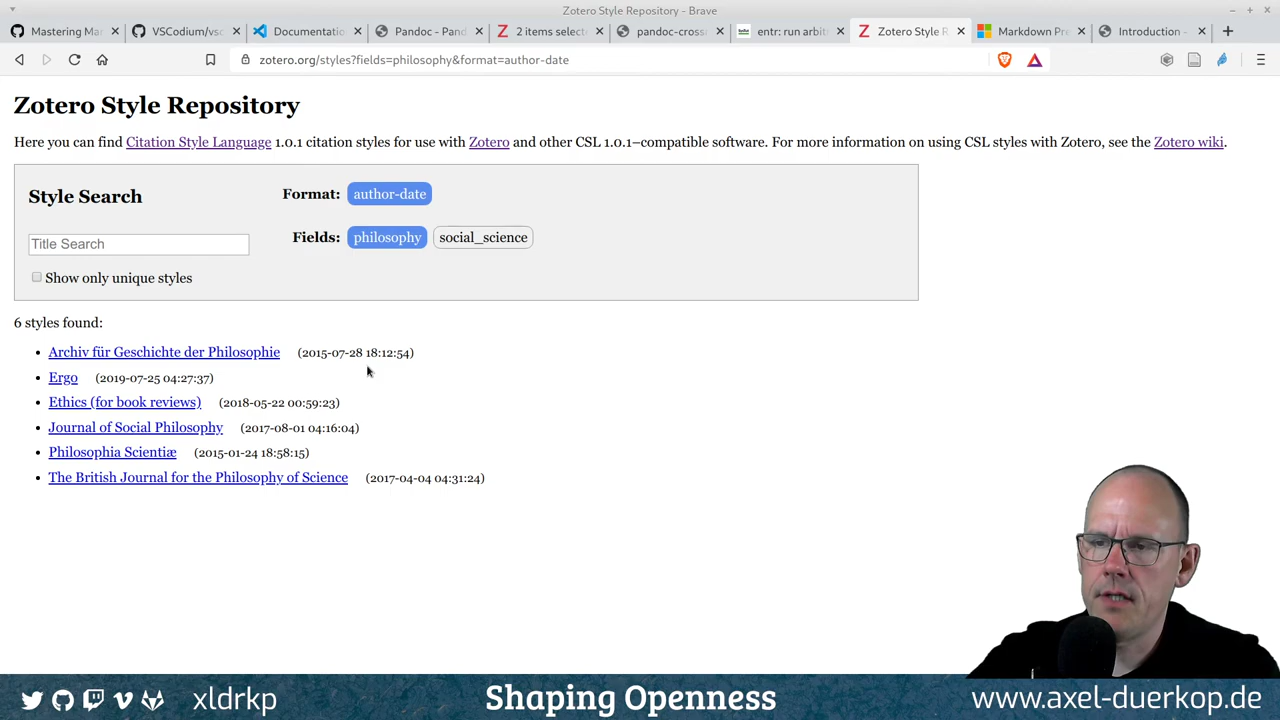 Zotero Style Repository - Brave
Mastering Ma
VSCodium/vsc
Documentatio
Pandoc - Pand
2 items select
pandoc-cross
entr: run arbit
Zotero Style R
Markdown Pre
Introduction -
zotero.org/styles?fields=philosophy&format=author-date
Zotero Style Repository
Here you can find Citation Style Language 1.0.1 citation styles for use with Zotero and other CSL 1.0.1–compatible software. For more information on using CSL styles with Zotero, see the Zotero wiki.
Style Search
Format: author-date
Fields: philosophy social_science
Title Search
Show only unique styles
6 styles found:
• Archiv für Geschichte der Philosophie (2015-07-28 18:12:54)
• Ergo (2019-07-25 04:27:37)
• Ethics (for book reviews) (2018-05-22 00:59:23)
• Journal of Social Philosophy (2017-08-01 04:16:04)
• Philosophia Scientiæ (2015-01-24 18:58:15)
• The British Journal for the Philosophy of Science (2017-04-04 04:31:24)
xldrkp
Shaping Openness
www.axel-duerkop.de